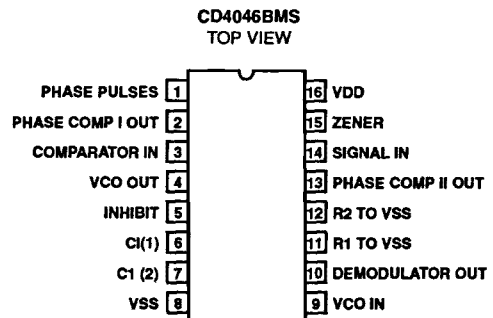 CD4046BMS
TOP VIEW
PHASE PULSES 1
PHASE COMP I OUT 2
COMPARATOR IN 3
VCO OUT 4
INHIBIT 5
CI(1) 6
C1 (2) 7
VSS 8
16 VDD
15 ZENER
14 SIGNAL IN
13 PHASE COMP II OUT
12 R2 TO VSS
11 R1 TO VSS
10 DEMODULATOR OUT
9 VCO IN